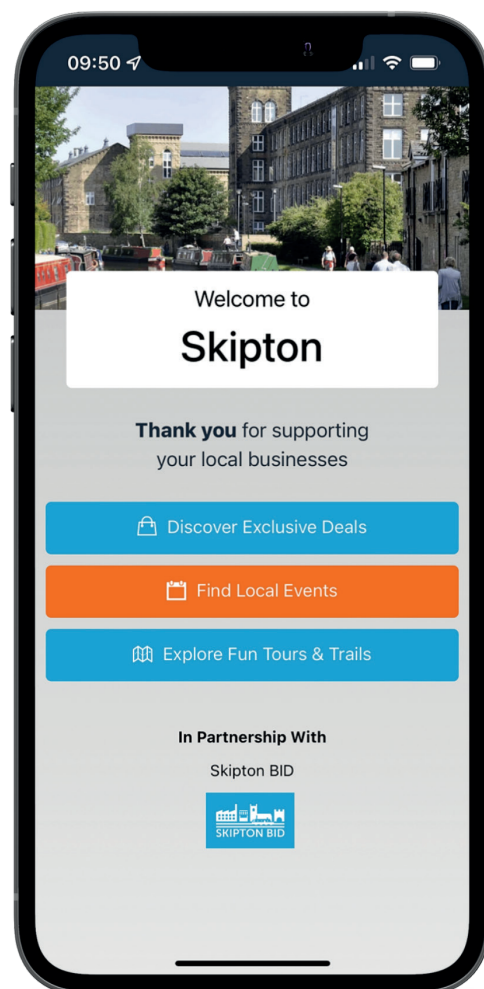 09:50
Welcome to
Skipton
Thank you for supporting
your local businesses
Discover Exclusive Deals
Find Local Events
Explore Fun Tours & Trails
In Partnership With
Skipton BID
SKIPTON BID